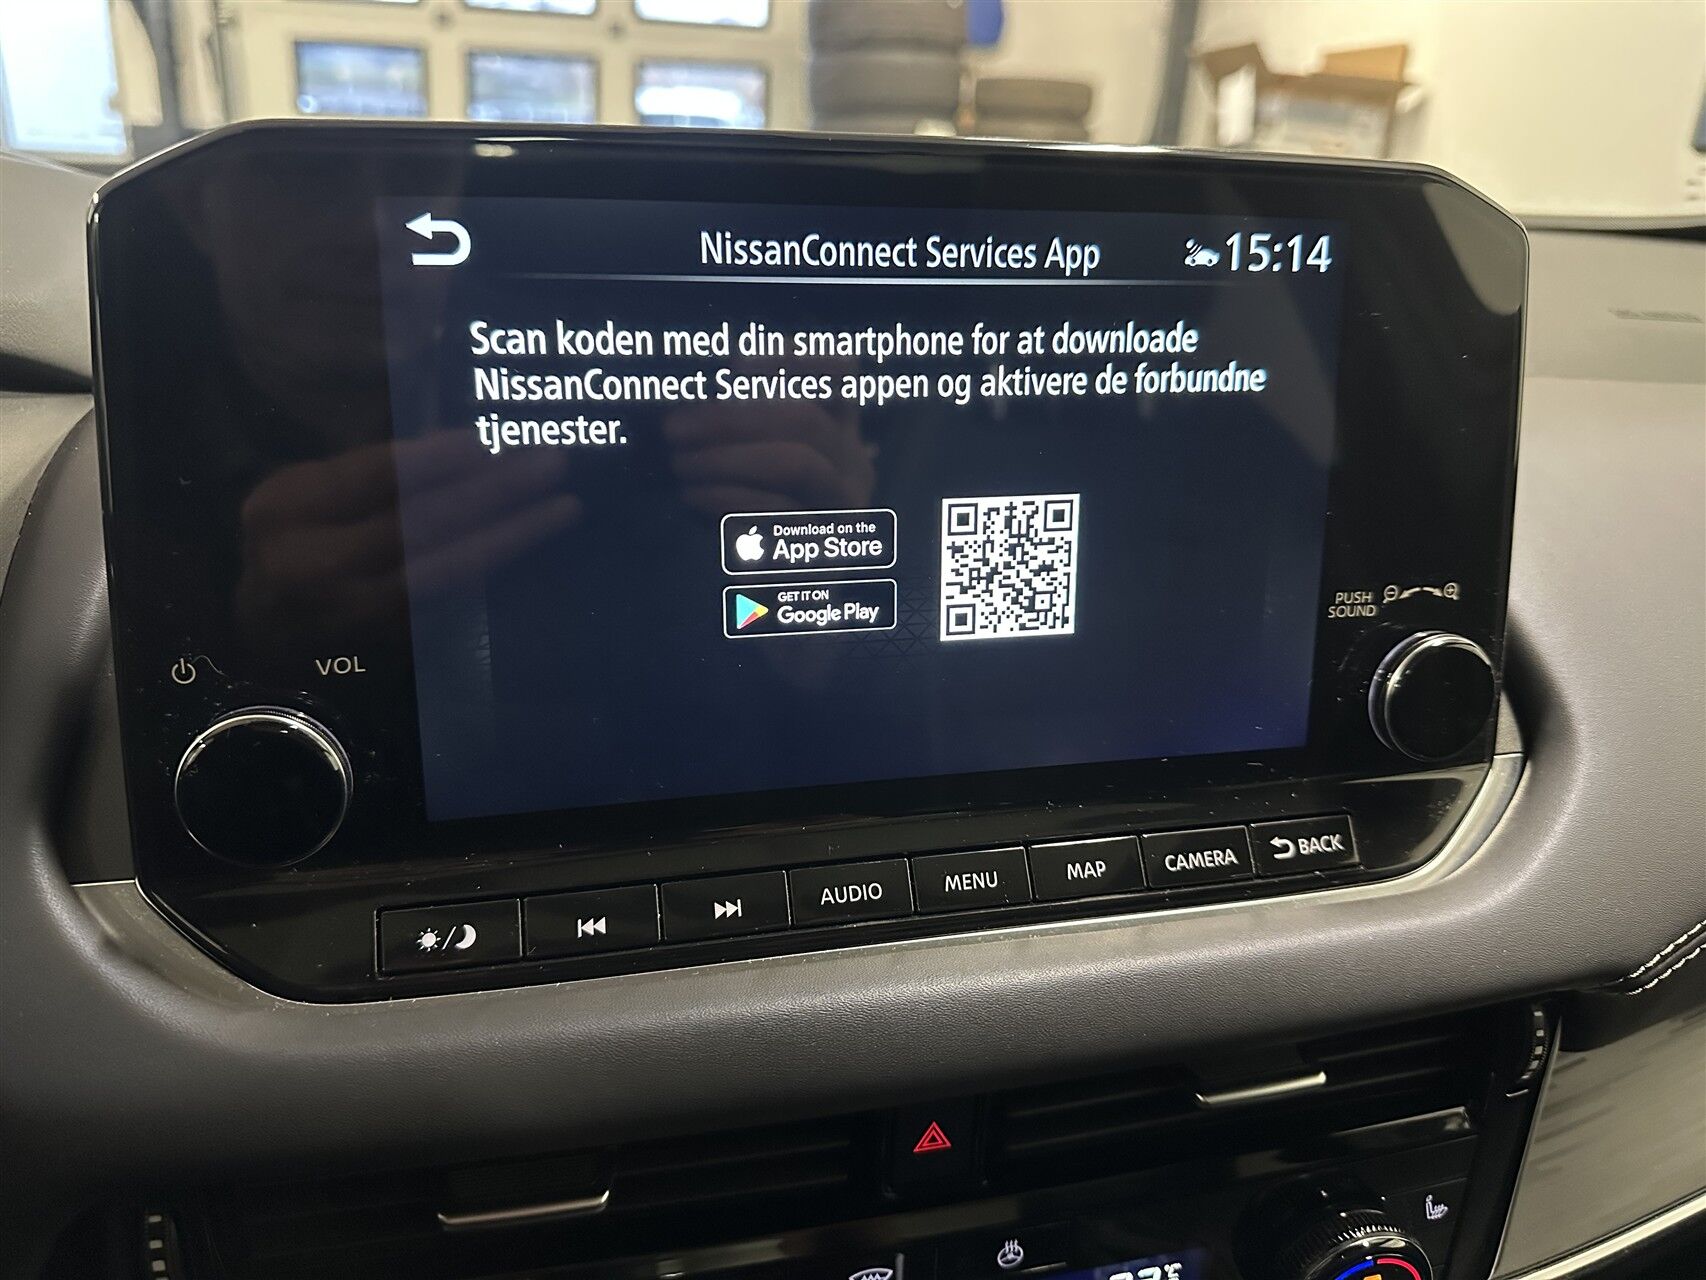 NissanConnect Services App
15:14
Scan koden med din smartphone for at downloade
NissanConnect Services appen og aktivere de forbundne
tjenester.
Download on the
App Store
GET IT ON
Google Play
VOL
PUSH
SOUND
AUDIO
MENU
MAP
CAMERA
BACK